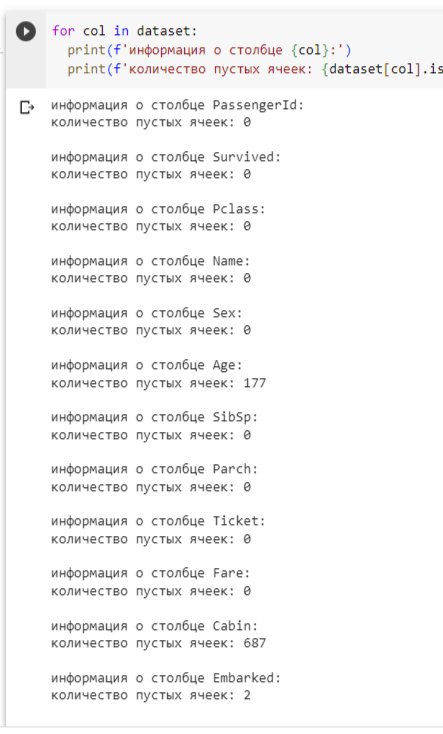 for col in dataset:
print(f'информация о столбце {col}:')
print(f'количество пустых ячеек: {dataset[col].is
информация о столбце PassengerId:
количество пустых ячеек: 0
информация о столбце Survived:
количество пустых ячеек: 0
информация о столбце Pclass:
количество пустых ячеек: 0
информация о столбце Name:
количество пустых ячеек: 0
информация о столбце Sex:
количество пустых ячеек: 0
информация о столбце Age:
количество пустых ячеек: 177
информация о столбце SibSp:
количество пустых ячеек: 0
информация о столбце Parch:
количество пустых ячеек: 0
информация о столбце Ticket:
количество пустых ячеек: 0
информация о столбце Fare:
количество пустых ячеек: 0
информация о столбце Cabin:
количество пустых ячеек: 687
информация о столбце Embarked:
количество пустых ячеек: 2